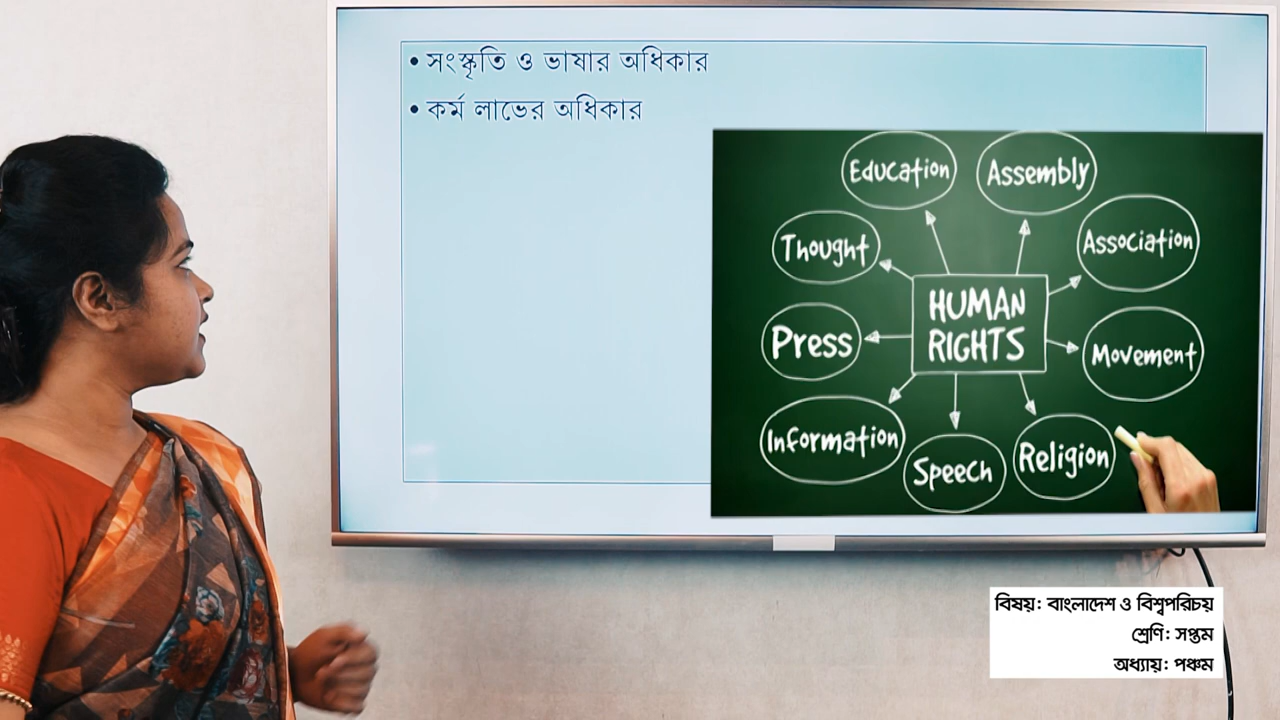 • সংস্কৃতি ও ভাষার অধিকার
• কর্ম লাভের অধিকার
Education
Assembly
Thought
Association
HUMAN
RIGHTS
Press
Movement
Information
Speech
Religion
বিষয়: বাংলাদেশ ও বিশ্বপরিচয়
শ্রেণি: সপ্তম
অধ্যায়: পঞ্চম